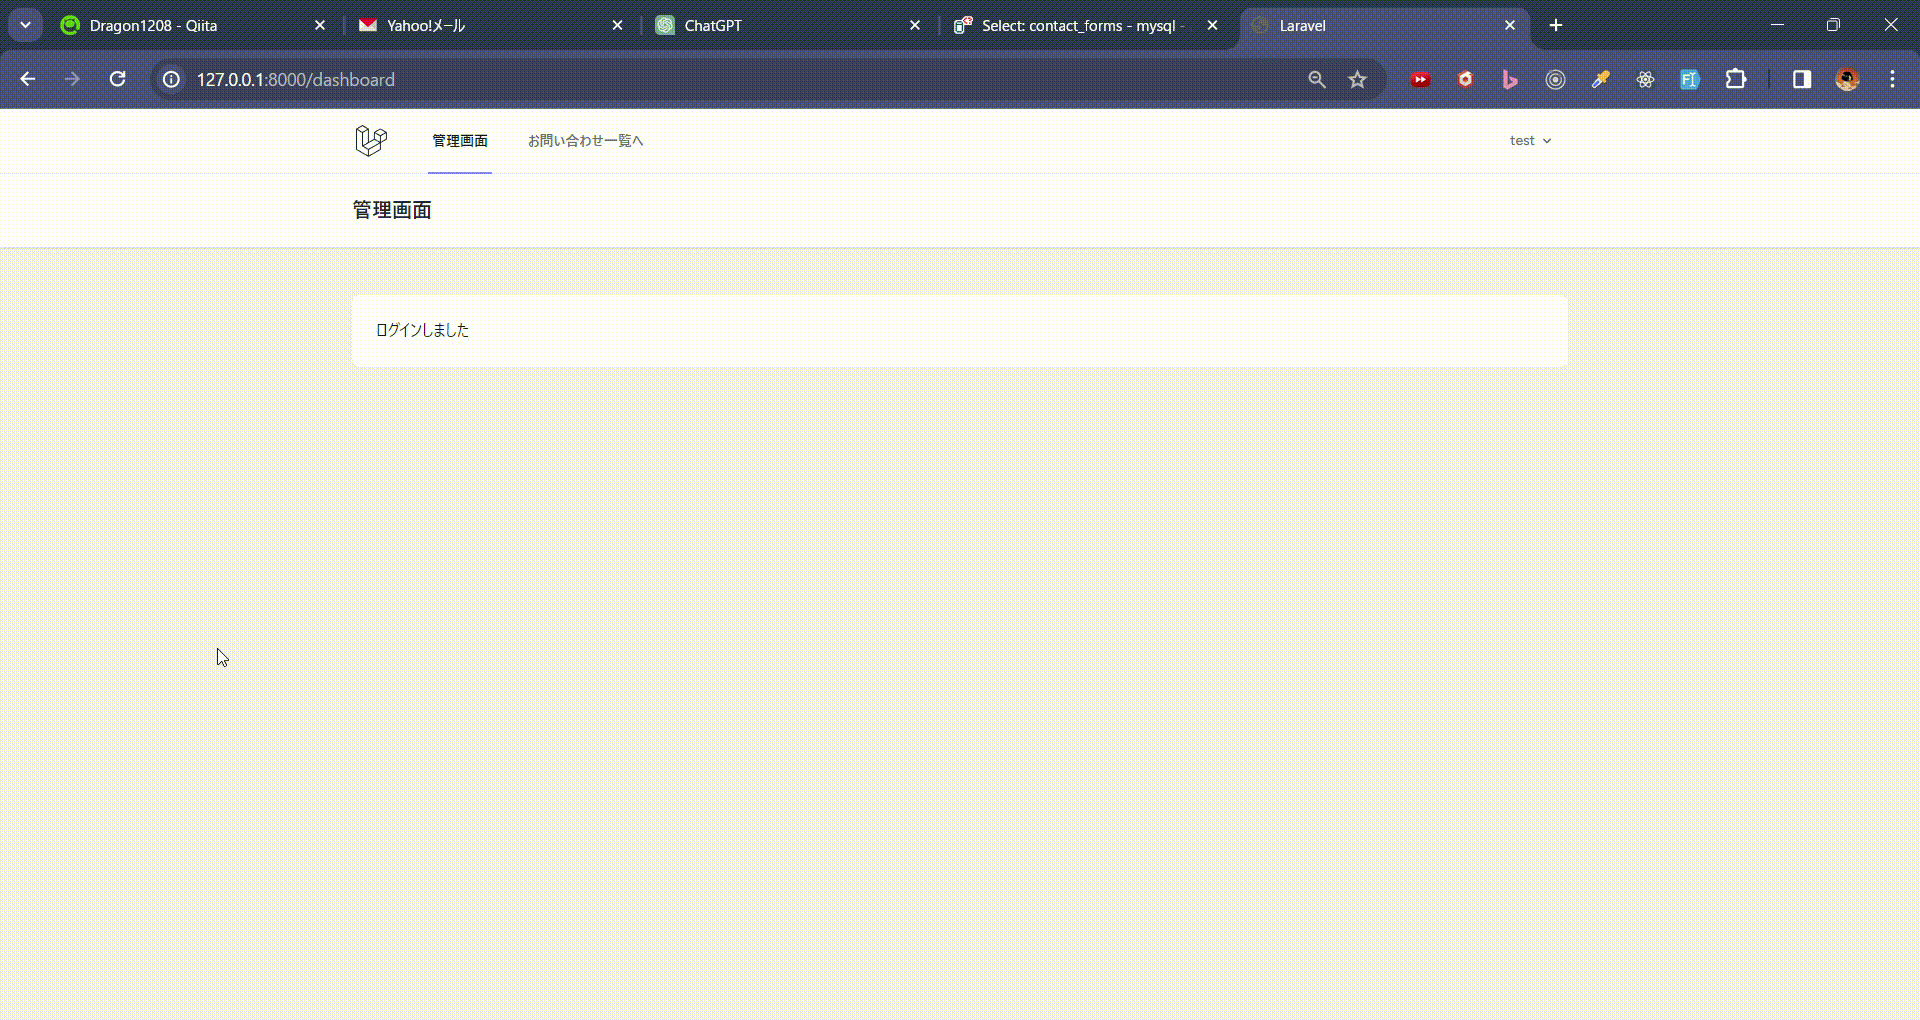 Dragon1208 - Qiita
Yahoo!メール
ChatGPT
Select: contact_forms - mysql -
Laravel
127.0.0.1:8000/dashboard
管理画面
お問い合わせ一覧へ
test
管理画面
ログインしました